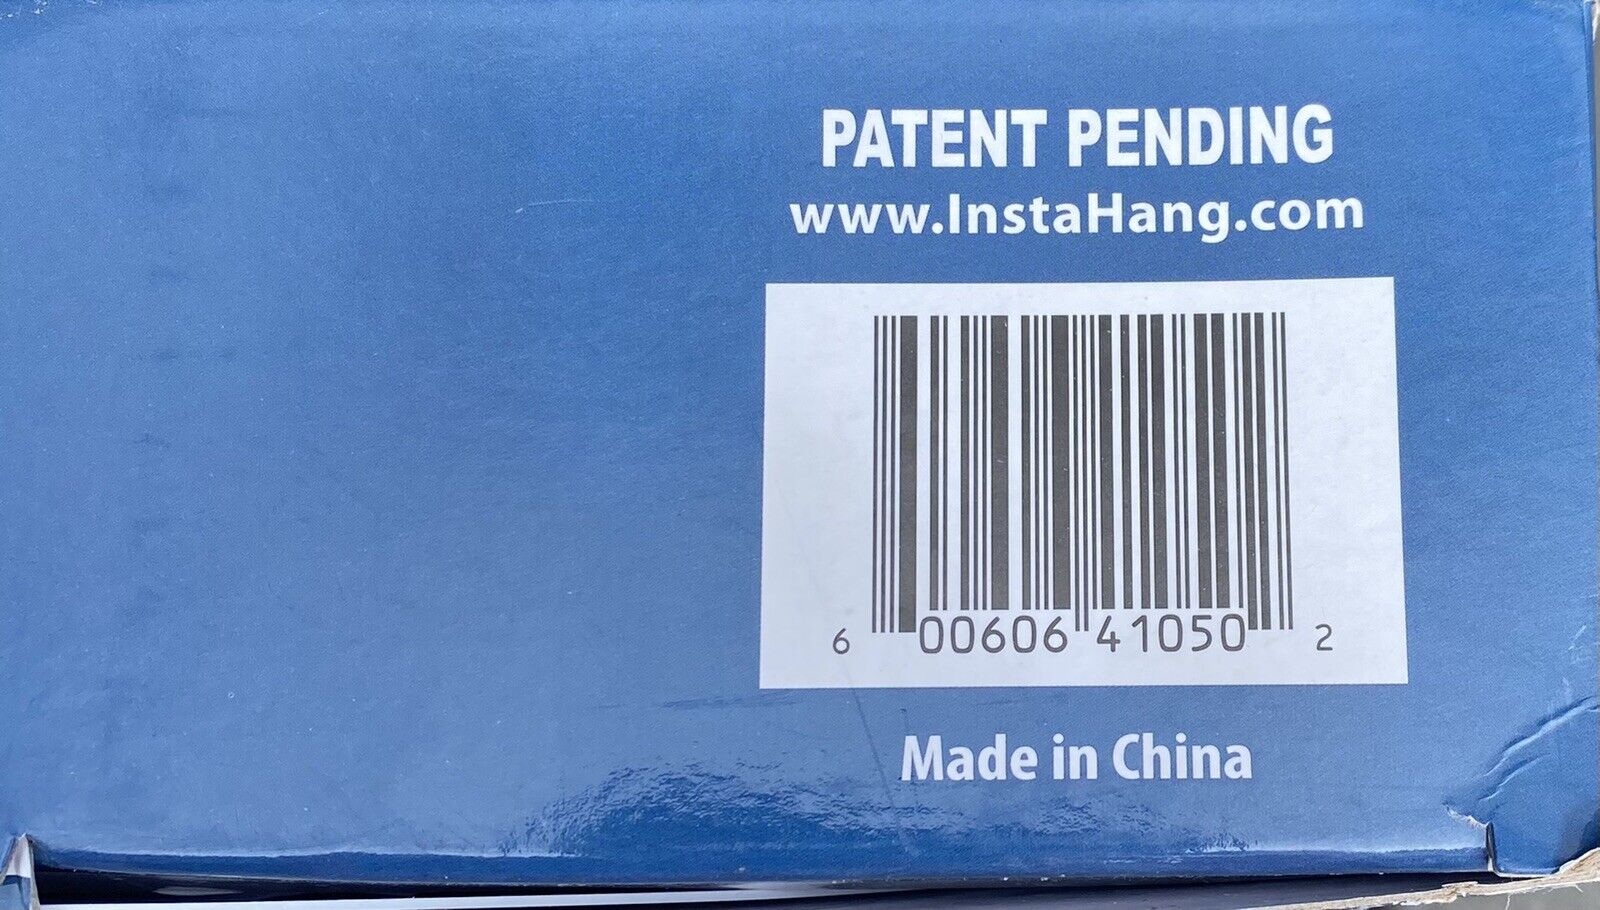 PATENT PENDING
www.InstaHang.com
6 00606 41050 2
Made in China